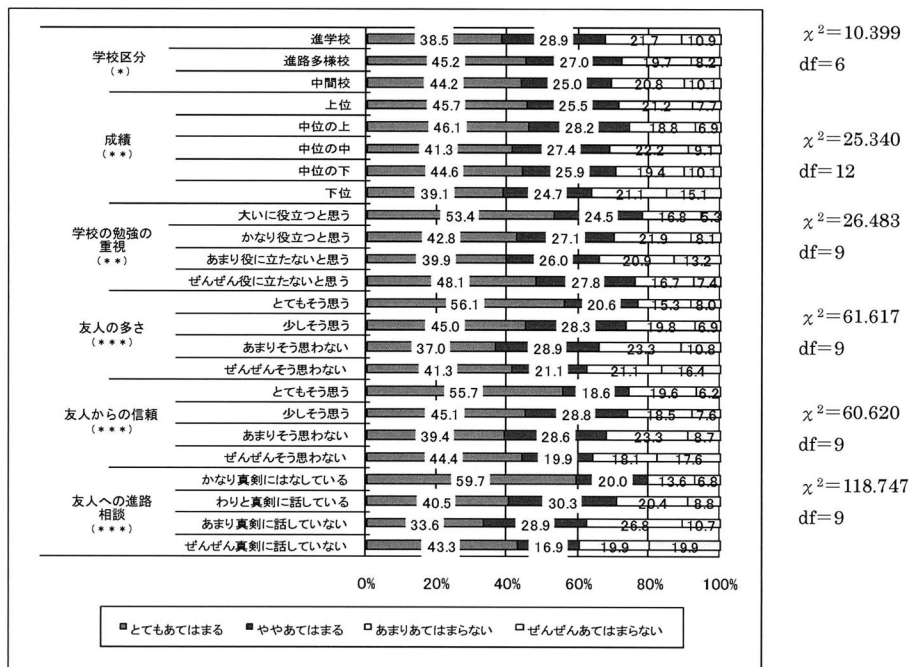 学校区分
(*)
進学校 38.5 28.9 21.7 10.9
進路多様校 45.2 27.0 19.7 8.2
中間校 44.2 25.0 20.8 10.1
χ²=10.399
df=6
成績
(**)
上位 45.7 25.5 21.2 7.7
中位の上 46.1 28.2 18.8 6.9
中位の中 41.3 27.4 22.2 9.1
中位の下 44.6 25.9 19.4 10.1
下位 39.1 24.7 21.1 15.1
χ²=25.340
df=12
学校の勉強の
重視
(**)
大いに役立つと思う 53.4 24.5 16.8 5.3
かなり役立つと思う 42.8 27.1 21.9 8.1
あまり役に立たないと思う 39.9 26.0 20.9 13.2
ぜんぜん役に立たないと思う 48.1 27.8 16.7 7.4
χ²=26.483
df=9
友人の多さ
(***)
とてもそう思う 56.1 20.6 15.3 8.0
少しそう思う 45.0 28.3 19.8 6.9
あまりそう思わない 37.0 28.9 23.3 10.8
ぜんぜんそう思わない 41.3 21.1 21.1 16.4
χ²=61.617
df=9
友人からの信頼
(***)
とてもそう思う 55.7 18.6 19.6 6.2
少しそう思う 45.1 28.8 18.5 7.6
あまりそう思わない 39.4 28.6 23.3 8.7
ぜんぜんそう思わない 44.4 19.9 18.1 17.6
χ²=60.620
df=9
友人への進路
相談
(***)
かなり真剣にはなしている 59.7 20.0 13.6 6.8
わりと真剣に話している 40.5 30.3 20.4 8.8
あまり真剣に話していない 33.6 28.9 26.8 10.7
ぜんぜん真剣に話していない 43.3 16.9 19.9 19.9
χ²=118.747
df=9
0% 20% 40% 60% 80% 100%
とてもあてはまる ややあてはまる あまりあてはまらない ぜんぜんあてはまらない